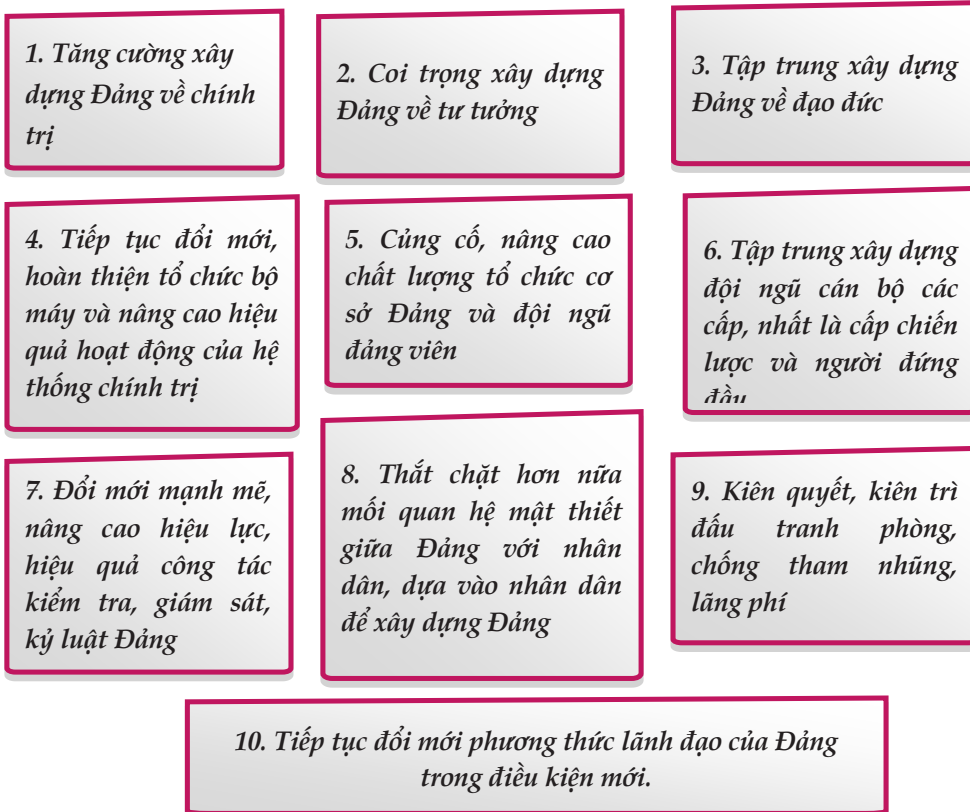 1. Tăng cường xây
dựng Đảng về chính
trị
2. Coi trọng xây dựng
Đảng về tư tưởng
3. Tập trung xây dựng
Đảng về đạo đức
4. Tiếp tục đổi mới,
hoàn thiện tổ chức bộ
máy và nâng cao hiệu
quả hoạt động của hệ
thống chính trị
5. Củng cố, nâng cao
chất lượng tổ chức cơ
sở Đảng và đội ngũ
đảng viên
6. Tập trung xây dựng
đội ngũ cán bộ các
cấp, nhất là cấp chiến
lược và người đứng
đầu
7. Đổi mới mạnh mẽ,
nâng cao hiệu lực,
hiệu quả công tác
kiểm tra, giám sát,
kỷ luật Đảng
8. Thắt chặt hơn nữa
mối quan hệ mật thiết
giữa Đảng với nhân
dân, dựa vào nhân dân
để xây dựng Đảng
9. Kiên quyết, kiên trì
đấu tranh phòng,
chống tham nhũng,
lãng phí
10. Tiếp tục đổi mới phương thức lãnh đạo của Đảng
trong điều kiện mới.